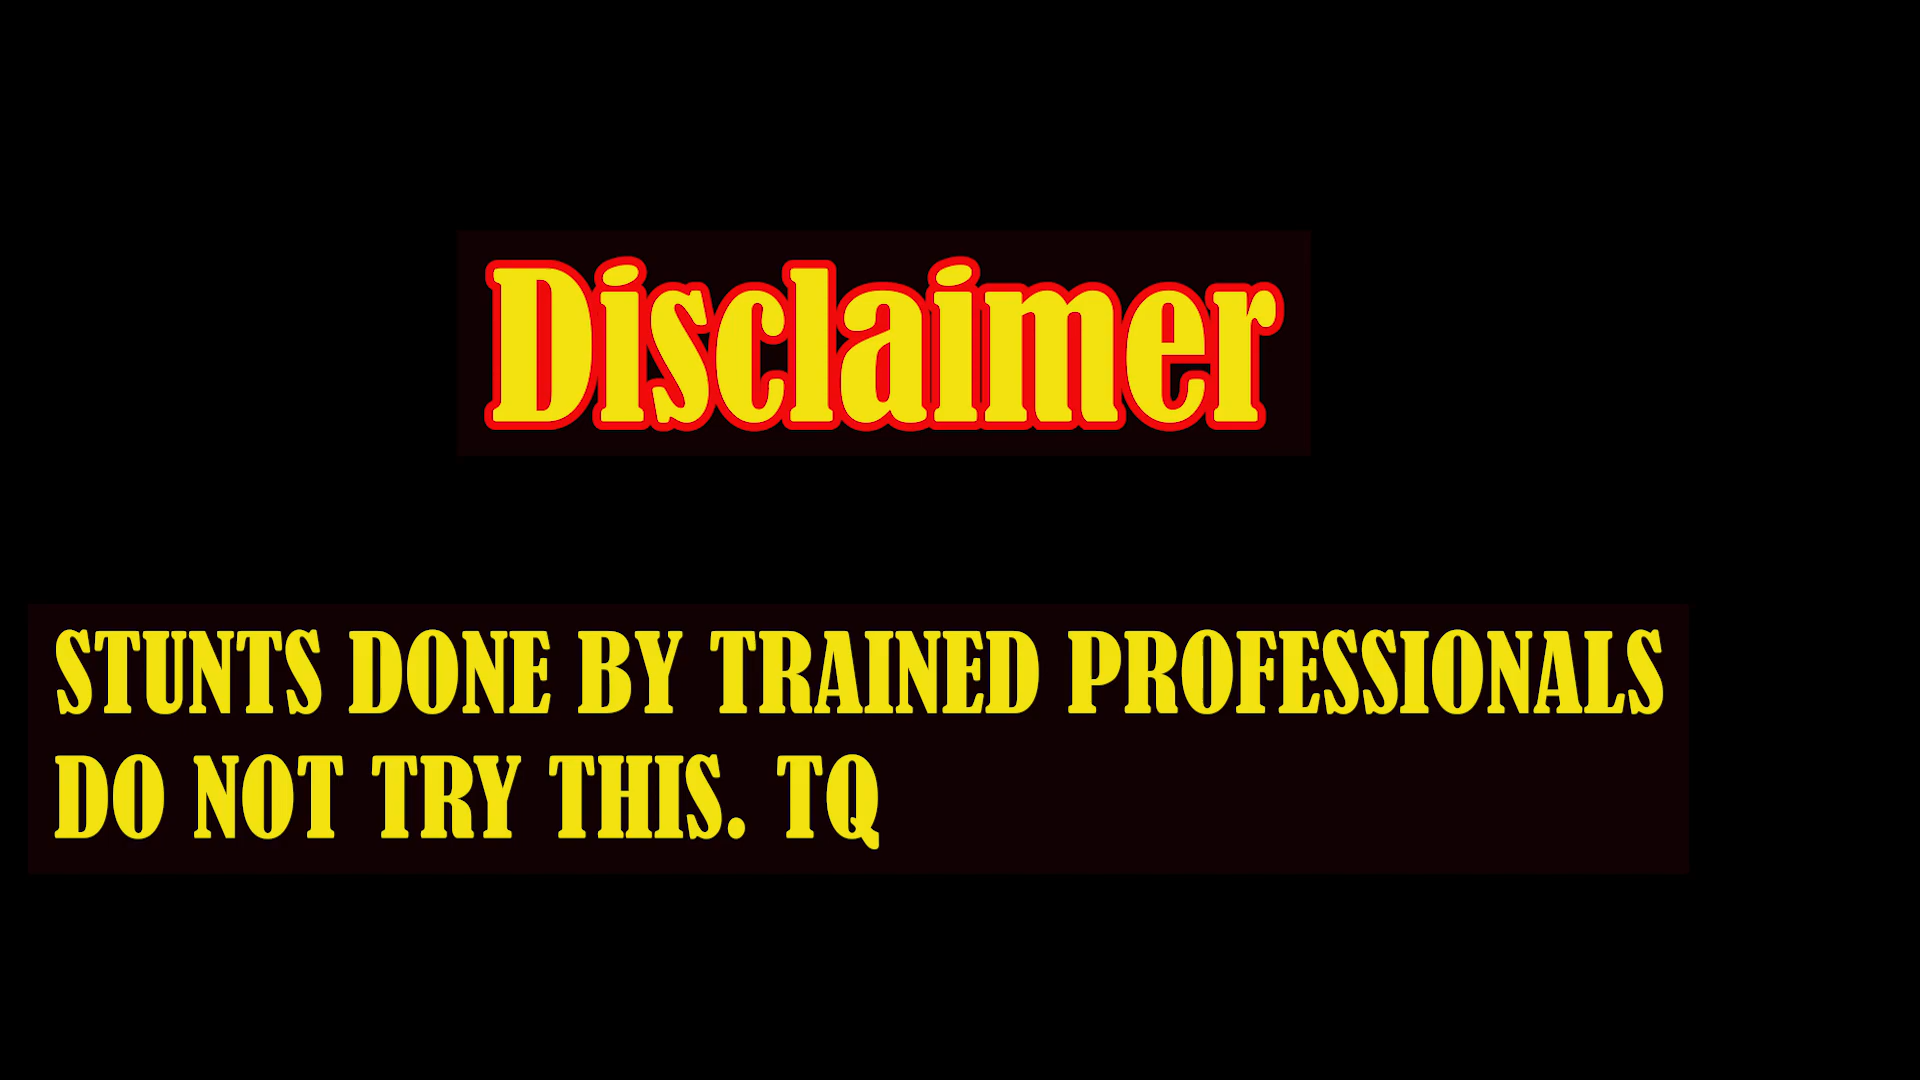 Disclaimer
STUNTS DONE BY TRAINED PROFESSIONALS
DO NOT TRY THIS. TQ